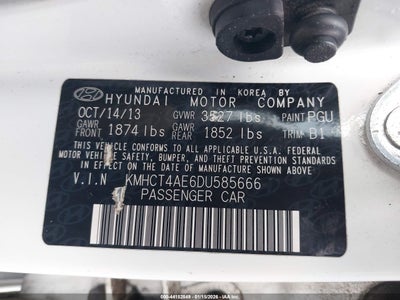 MANUFACTURED IN KOREA BY
HYUNDAI MOTOR COMPANY
OCT/14/13 GVWR 3527 lbs PAINT PGU
GAWR FRONT 1874 lbs GAWR REAR 1852 lbs TRIM B1
THIS VEHICLE CONFORMS TO ALL APPLICABLE
U.S.A. FEDERAL MOTOR VEHICLE
SAFETY, BUMPER, AND THEFT PREVENTION STANDARDS
IN EFFECT ON THE DATE OF MANUFACTURE SHOWN ABOVE.
V.I.N KMHCT4AE6DU585666
PASSENGER CAR